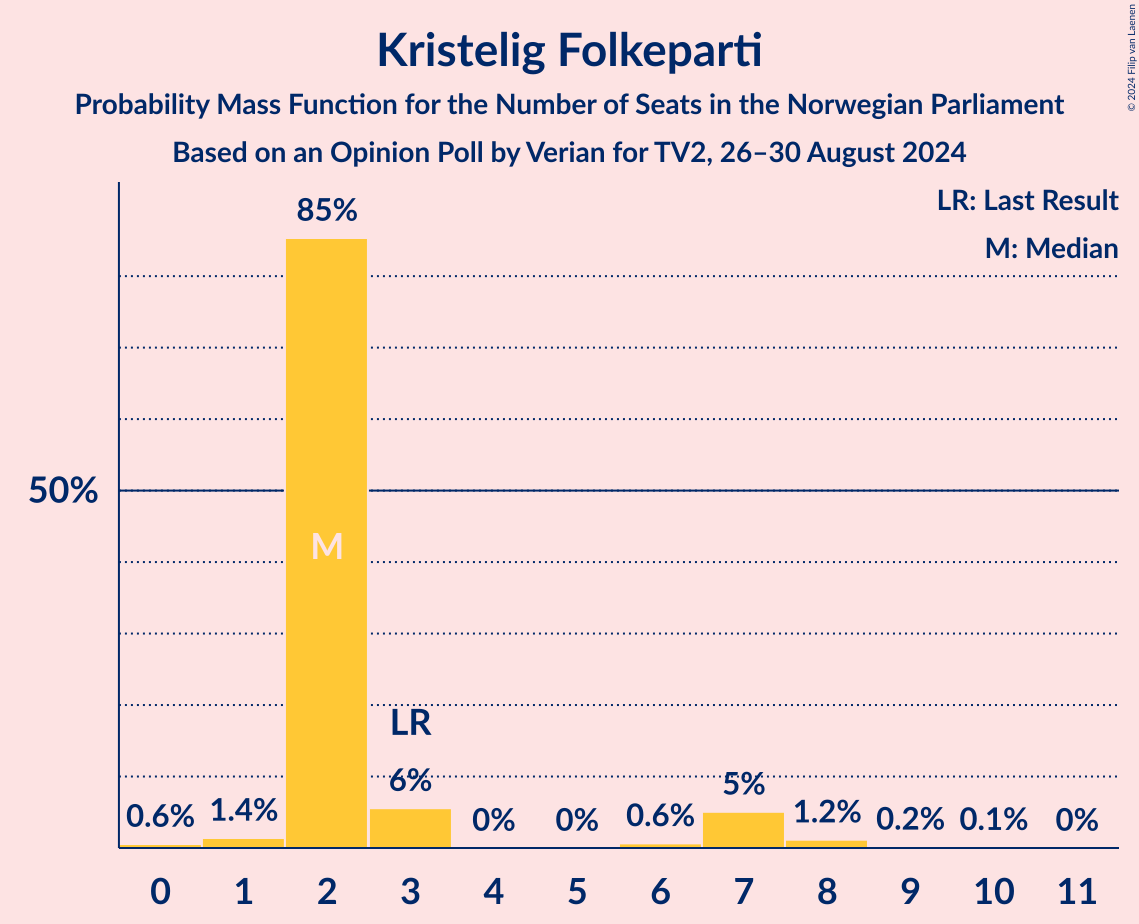 Kristelig Folkeparti
Probability Mass Function for the Number of Seats in the Norwegian Parliament
Based on an Opinion Poll by Verian for TV2, 26–30 August 2024
© 2024 Filip van Laenen
LR: Last Result
M: Median
85%
50%
M
LR
0.6% 1.4% 6% 0% 0% 0.6% 5% 1.2% 0.2% 0.1% 0%
0 1 2 3 4 5 6 7 8 9 10 11